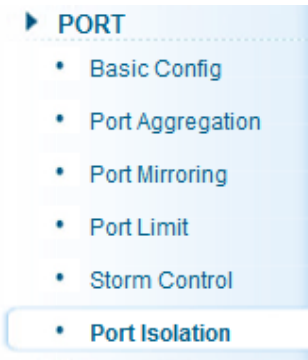 PORT
Basic Config
Port Aggregation
Port Mirroring
Port Limit
Storm Control
Port Isolation